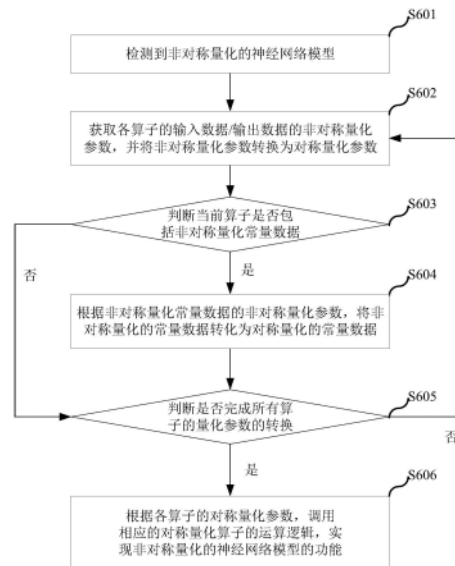 S601
检测到非对称量化的神经网络模型
S602
获取各算子的输入数据/输出数据的非对称量化
参数，并将非对称量化参数转换为对称量化参数
S603
判断当前算子是否包
括非对称量化常量数据
否
是
S604
根据非对称量化常量数据的非对称量化参数，将非
对称量化的常量数据转化为对称量化的常量数据
S605
判断是否完成所有算
子的量化参数的转换
否
是
S606
根据各算子的对称量化参数，调用
相应的对称量化算子的运算逻辑，实
现非对称量化的神经网络模型的功能